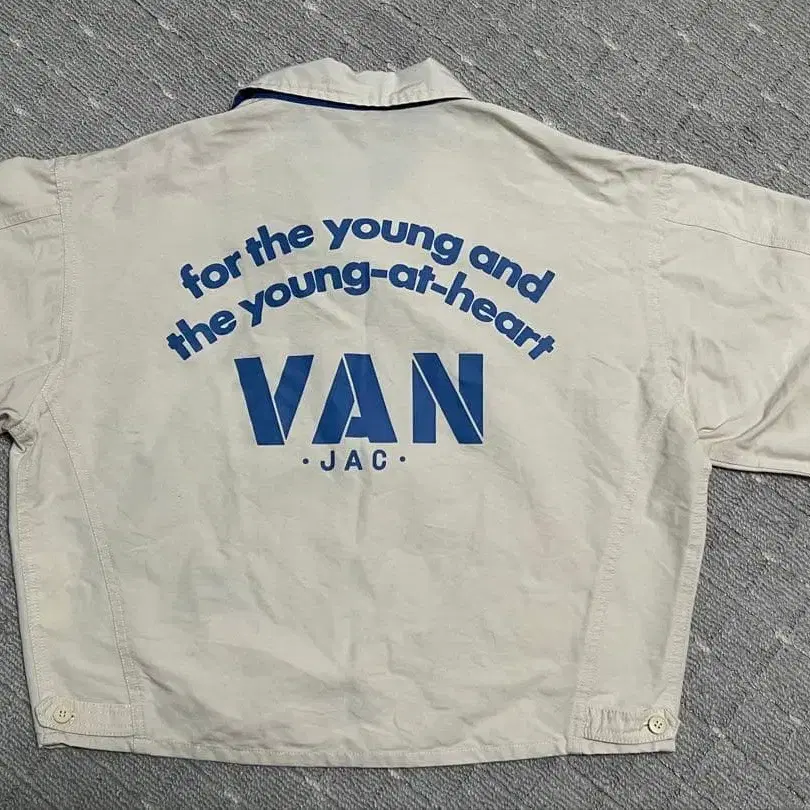 for the young and
the young-at-heart
VAN
·JAC·